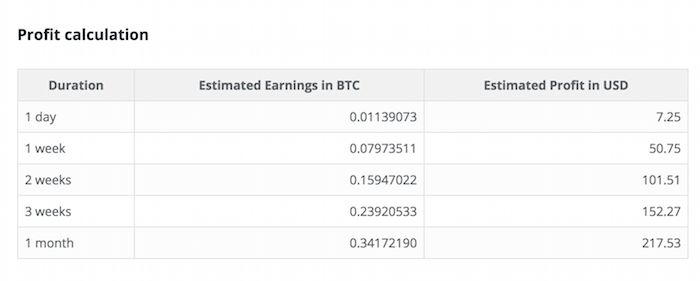 Profit calculation
Duration Estimated Earnings in BTC Estimated Profit in USD
1 day 0.01139073 7.25
1 week 0.07973511 50.75
2 weeks 0.15947022 101.51
3 weeks 0.23920533 152.27
1 month 0.34172190 217.53